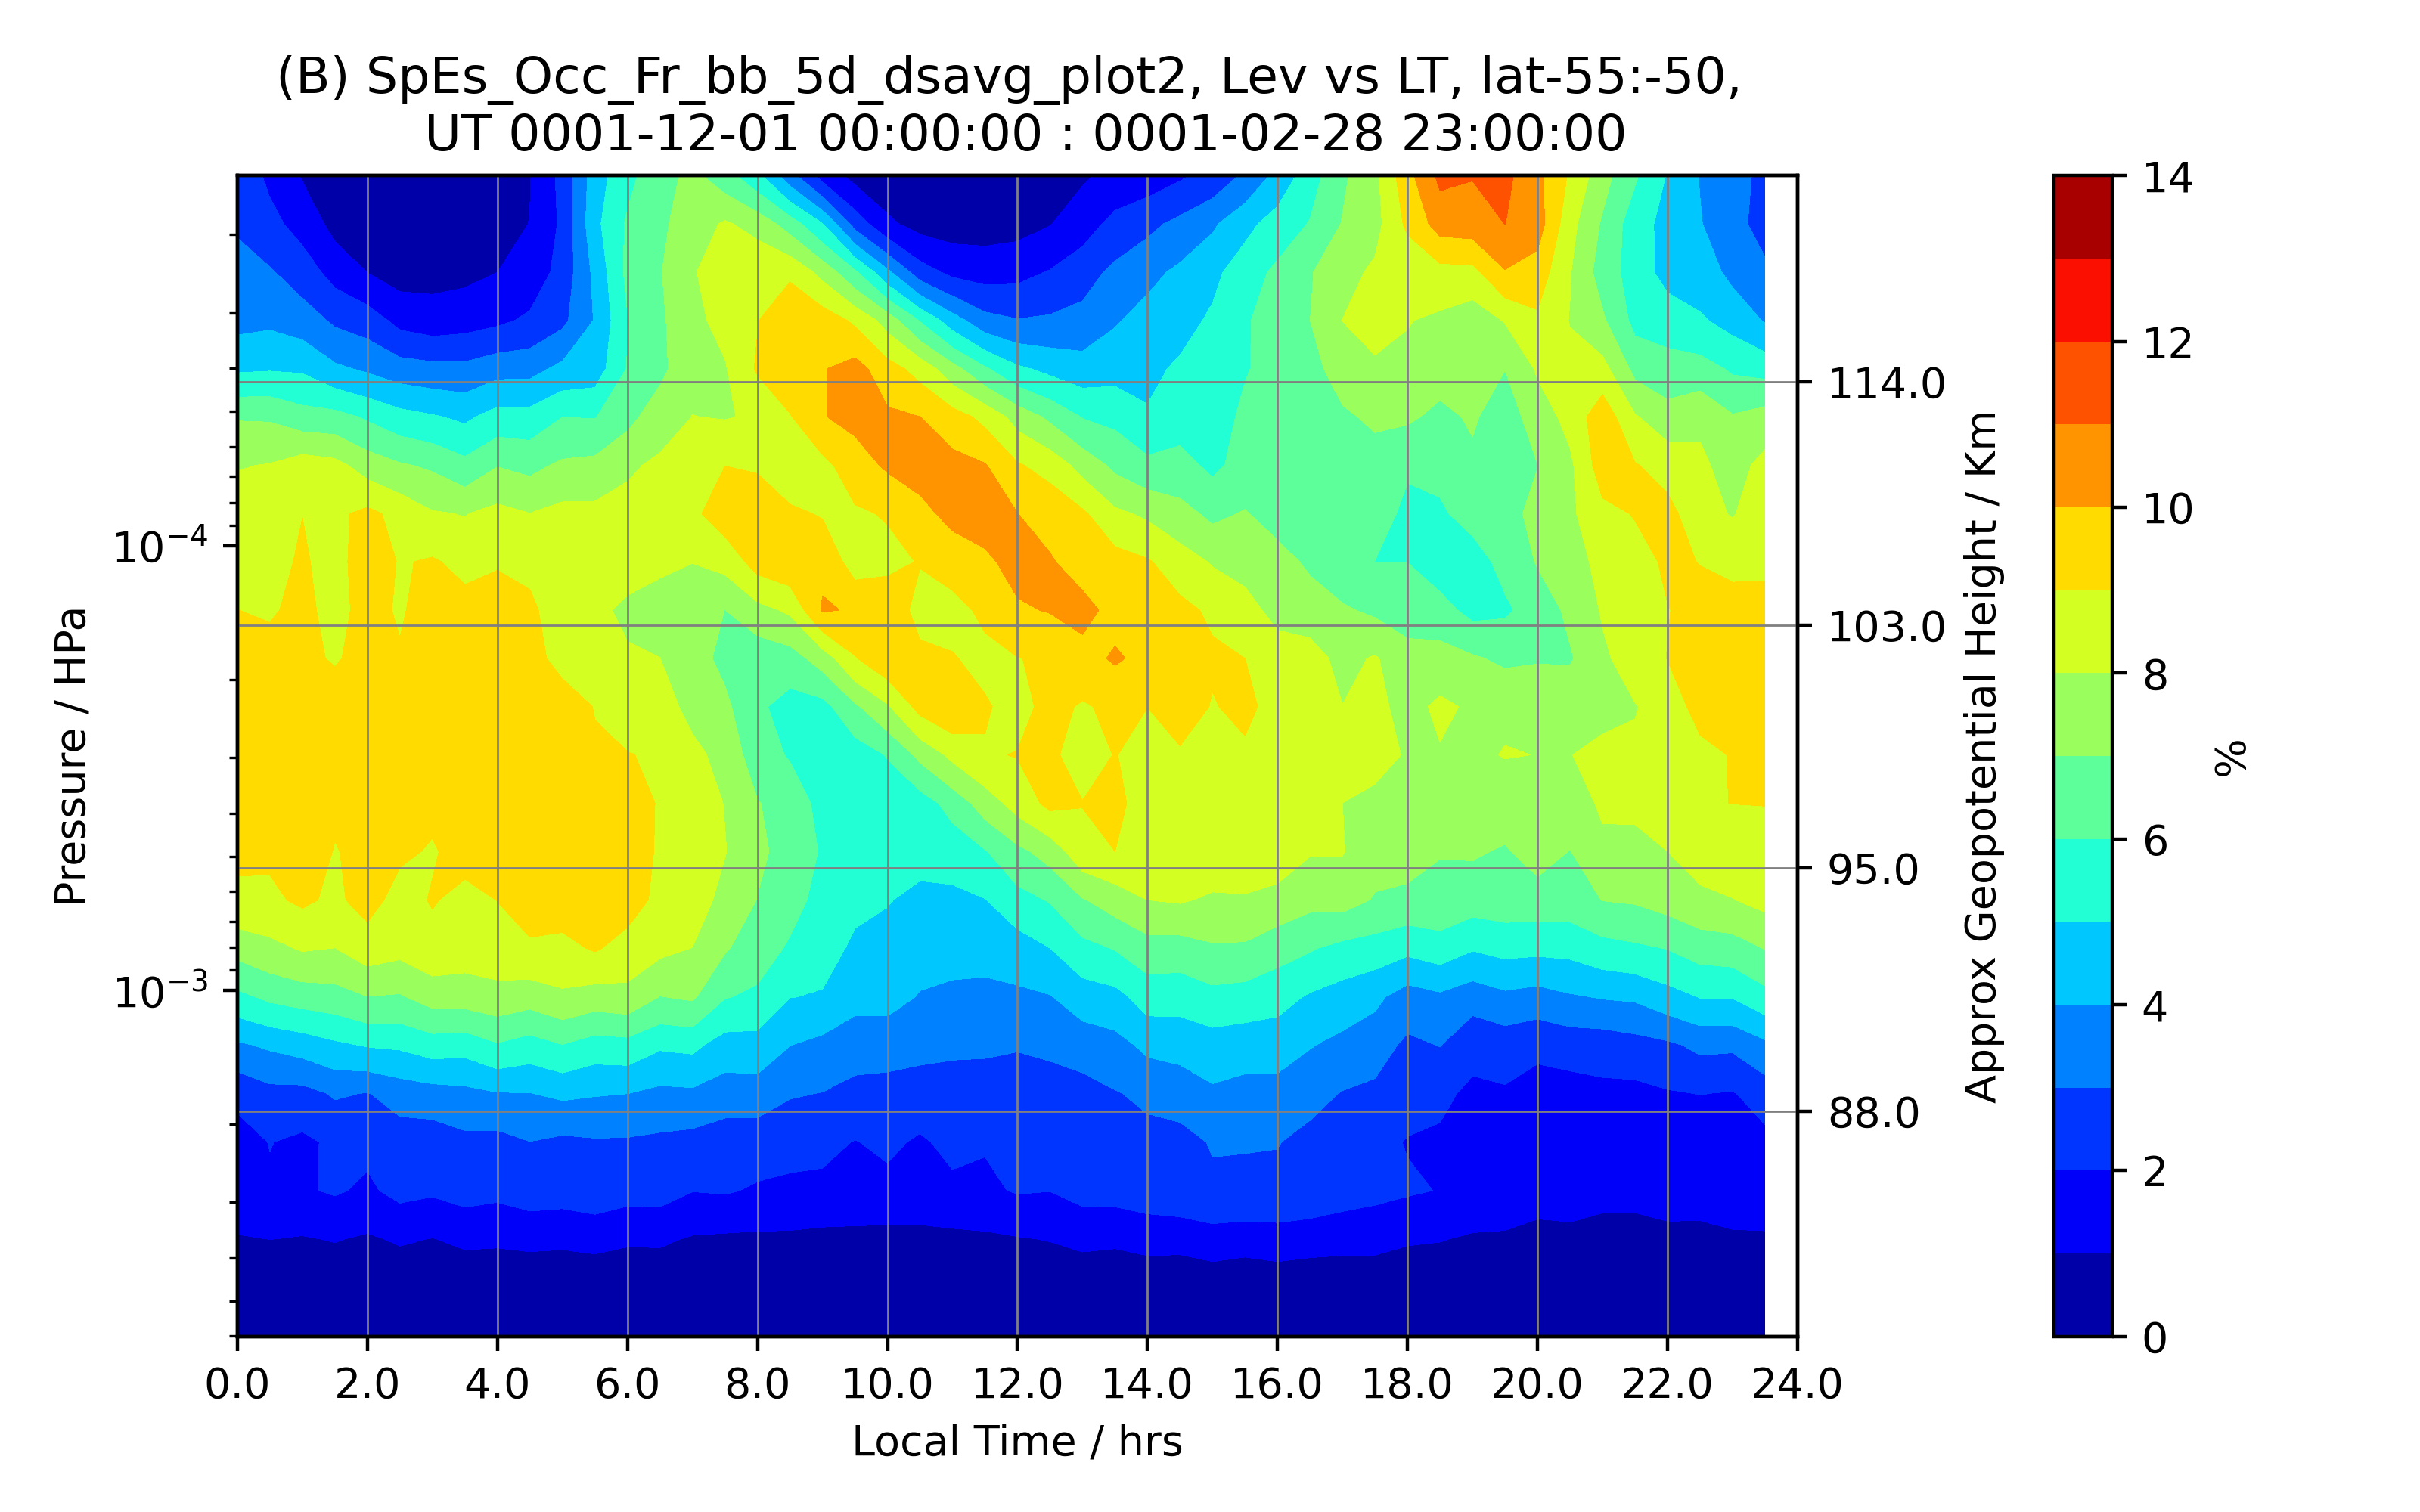 (B) SpEs_Occ_Fr_bb_5d_dsavg_plot2, Lev vs LT, lat-55:-50,
UT 0001-12-01 00:00:00 : 0001-02-28 23:00:00
Pressure / HPa
10⁻⁴
10⁻³
0.0 2.0 4.0 6.0 8.0 10.0 12.0 14.0 16.0 18.0 20.0 22.0 24.0
Local Time / hrs
114.0
103.0
95.0
88.0
Approx Geopotential Height / Km
14
12
10
8
6
4
2
0
%